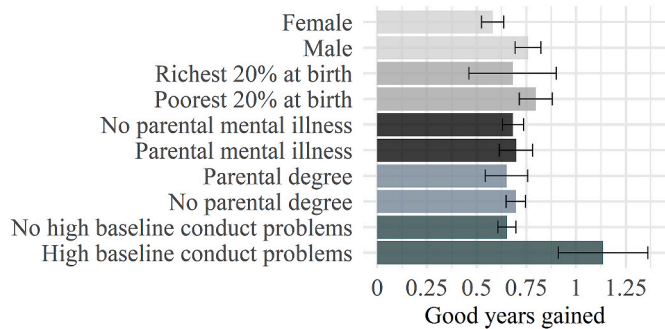 Female
Male
Richest 20% at birth
Poorest 20% at birth
No parental mental illness
Parental mental illness
Parental degree
No parental degree
No high baseline conduct problems
High baseline conduct problems
0 0.25 0.5 0.75 1 1.25
Good years gained